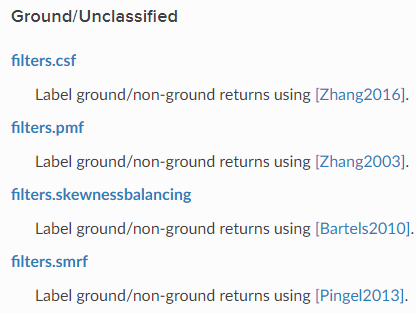 Ground/Unclassified
filters.csf
Label ground/non-ground returns using [Zhang2016].
filters.pmf
Label ground/non-ground returns using [Zhang2003].
filters.skewnessbalancing
Label ground/non-ground returns using [Bartels2010].
filters.smrf
Label ground/non-ground returns using [Pingel2013].